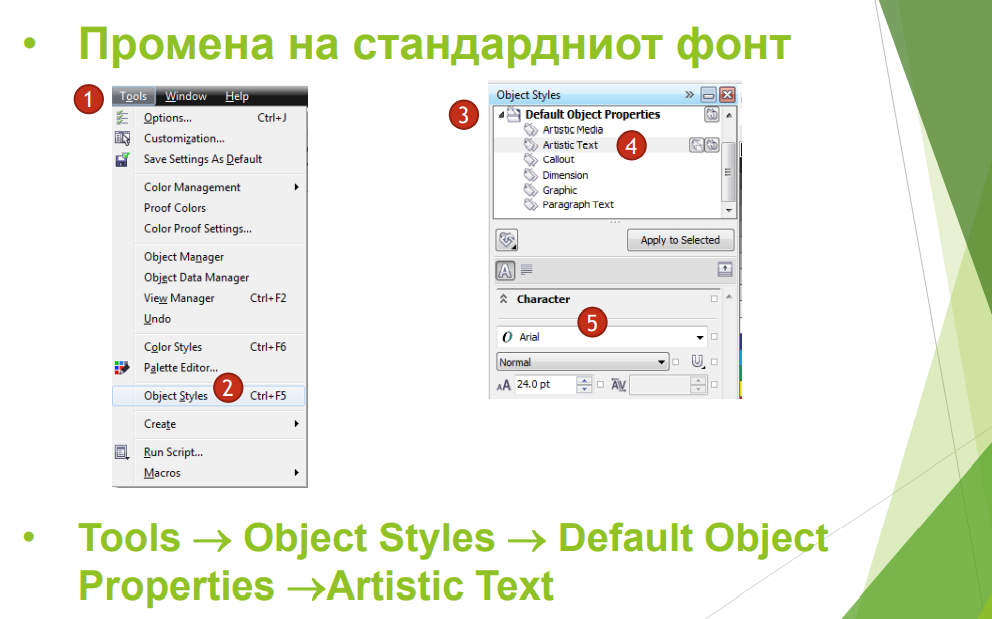 • Промена на стандардниот фонт
1
Tools Window Help
Options... Ctrl+J
Customization...
Save Settings As Default
Color Management
Proof Colors
Color Proof Settings...
Object Manager
Object Data Manager
View Manager Ctrl+F2
Undo
Color Styles Ctrl+F6
Palette Editor...
2
Object Styles Ctrl+F5
Create
Run Script...
Macros
Object Styles
3
Default Object Properties
Artistic Media
Artistic Text
4
Callout
Dimension
Graphic
Paragraph Text
Apply to Selected
Character
5
O Arial
Normal
U
AA 24.0 pt AV
• Tools → Object Styles → Default Object
Properties →Artistic Text